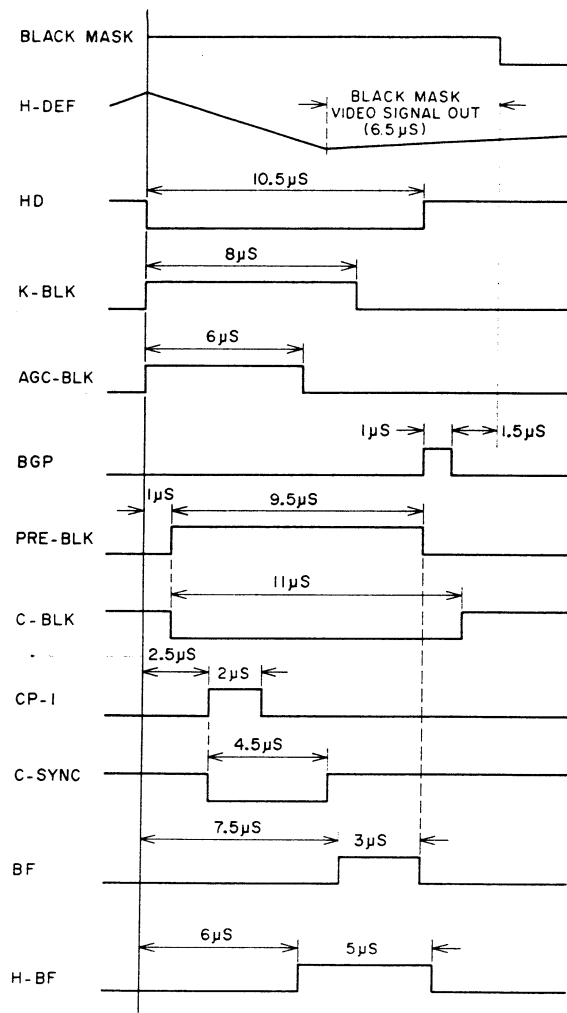 BLACK MASK
H-DEF
BLACK MASK
VIDEO SIGNAL OUT
(6.5µS)
10.5µS
HD
8µS
K-BLK
6µS
AGC-BLK
1µS
1.5µS
BGP
1µS
9.5µS
PRE-BLK
11µS
C-BLK
2.5µS
2µS
CP-1
4.5µS
C-SYNC
7.5µS
3µS
BF
6µS
5µS
H-BF